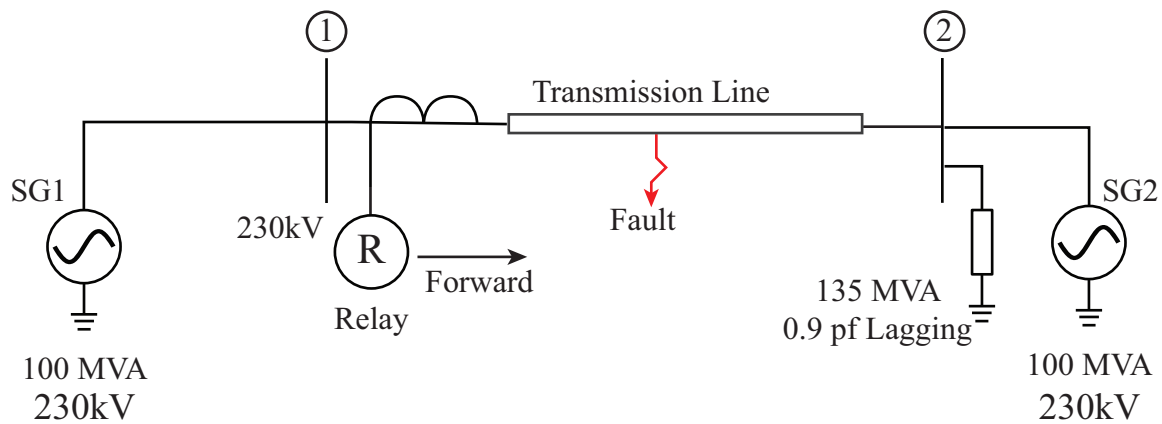 1
2
Transmission Line
SG1
SG2
230kV
Fault
R
Forward
Relay
135 MVA
0.9 pf Lagging
100 MVA
230kV
100 MVA
230kV